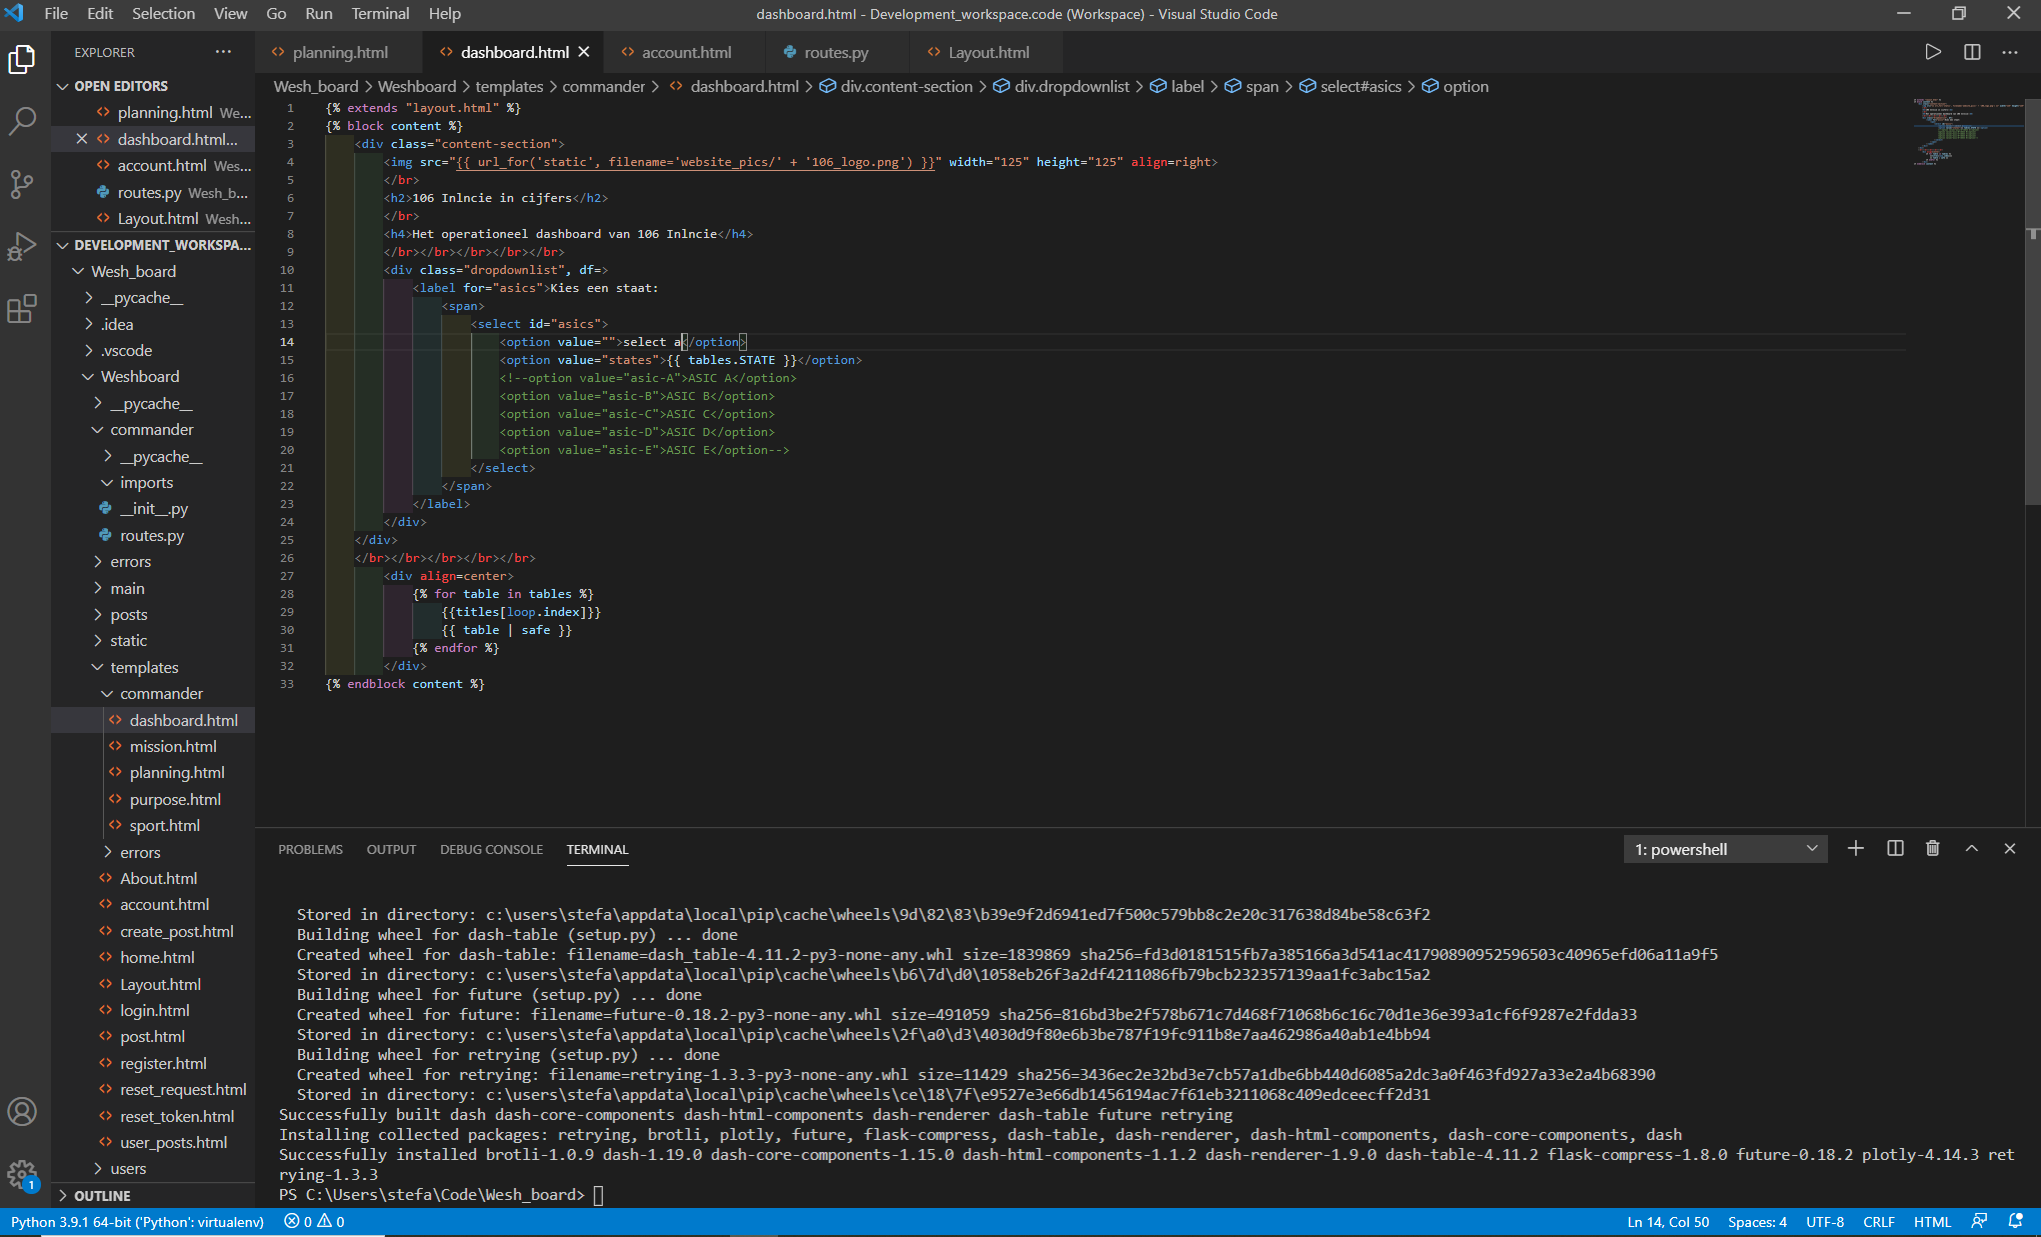 File Edit Selection View Go Run Terminal Help
dashboard.html - Development_workspace.code (Workspace) - Visual Studio Code
EXPLORER
planning.html
dashboard.html
account.html
routes.py
Layout.html
OPEN EDITORS
planning.html We...
dashboard.html...
account.html Wes...
routes.py Wesh_b...
Layout.html Wesh...
DEVELOPMENT_WORKSPA...
Wesh_board
__pycache__
.idea
.vscode
Weshboard
__pycache__
commander
__pycache__
imports
__init__.py
routes.py
errors
main
posts
static
templates
commander
dashboard.html
mission.html
planning.html
purpose.html
sport.html
errors
About.html
account.html
create_post.html
home.html
Layout.html
login.html
post.html
register.html
reset_request.html
reset_token.html
user_posts.html
users
OUTLINE
Wesh_board > Weshboard > templates > commander > dashboard.html > div.content-section > div.dropdownlist > label > span > select#asics > option
1 {% extends "layout.html" %}
2 {% block content %}
3 <div class="content-section">
4 <img src="{{ url_for('static', filename='website_pics/' + '106_logo.png') }}" width="125" height="125" align=right>
5 </br>
6 <h2>106 Inlncie in cijfers</h2>
7 </br>
8 <h4>Het operationeel dashboard van 106 Inlncie</h4>
9 </br></br></br></br></br>
10 <div class="dropdownlist", df=>
11 <label for="asics">Kies een staat:
12 <span>
13 <select id="asics">
14 <option value="">select a</option>
15 <option value="states">{{ tables.STATE }}</option>
16 <!--option value="asic-A">ASIC A</option>
17 <option value="asic-B">ASIC B</option>
18 <option value="asic-C">ASIC C</option>
19 <option value="asic-D">ASIC D</option>
20 <option value="asic-E">ASIC E</option-->
21 </select>
22 </span>
23 </label>
24 </div>
25 </div>
26 </br></br></br></br></br>
27 <div align=center>
28 {% for table in tables %}
29 {{titles[loop.index]}}
30 {{ table | safe }}
31 {% endfor %}
32 </div>
33 {% endblock content %}
PROBLEMS OUTPUT DEBUG CONSOLE TERMINAL
1: powershell
Stored in directory: c:\users\stefa\appdata\local\pip\cache\wheels\9d\82\83\b39e9f2d6941ed7f500c579bb8c2e20c317638d84be58c63f2
Building wheel for dash-table (setup.py) ... done
Created wheel for dash-table: filename=dash_table-4.11.2-py3-none-any.whl size=1839869 sha256=fd3d0181515fb7a385166a3d541ac41790890952596503c40965efd06a11a9f5
Stored in directory: c:\users\stefa\appdata\local\pip\cache\wheels\b6\7d\d0\1058eb26f3a2df4211086fb79bcb232357139aa1fc3abc15a2
Building wheel for future (setup.py) ... done
Created wheel for future: filename=future-0.18.2-py3-none-any.whl size=491059 sha256=816bd3be2f578b671c7d468f71068b6c16c70d1e36e393a1cf6f9287e2fdda33
Stored in directory: c:\users\stefa\appdata\local\pip\cache\wheels\2f\a0\d3\4030d9f80e6b3be787f19fc911b8e7aa462986a40ab1e4bb94
Building wheel for retrying (setup.py) ... done
Created wheel for retrying: filename=retrying-1.3.3-py3-none-any.whl size=11429 sha256=3436ec2e32bd3e7cb57a1dbe6bb440d6085a2dc3a0f463fd927a33e2a4b68390
Stored in directory: c:\users\stefa\appdata\local\pip\cache\wheels\ce\18\7f\e9527e3e66db1456194ac7f61eb3211068c409edceecff2d31
Successfully built dash dash-core-components dash-html-components dash-renderer dash-table future retrying
Installing collected packages: retrying, brotli, plotly, future, flask-compress, dash-table, dash-renderer, dash-html-components, dash-core-components, dash
Successfully installed brotli-1.0.9 dash-1.19.0 dash-core-components-1.15.0 dash-html-components-1.1.2 dash-renderer-1.9.0 dash-table-4.11.2 flask-compress-1.8.0 future-0.18.2 plotly-4.14.3 ret
rying-1.3.3
PS C:\Users\stefa\Code\Wesh_board>
1
Python 3.9.1 64-bit ('Python': virtualenv) 0 0 Ln 14, Col 50 Spaces: 4 UTF-8 CRLF HTML